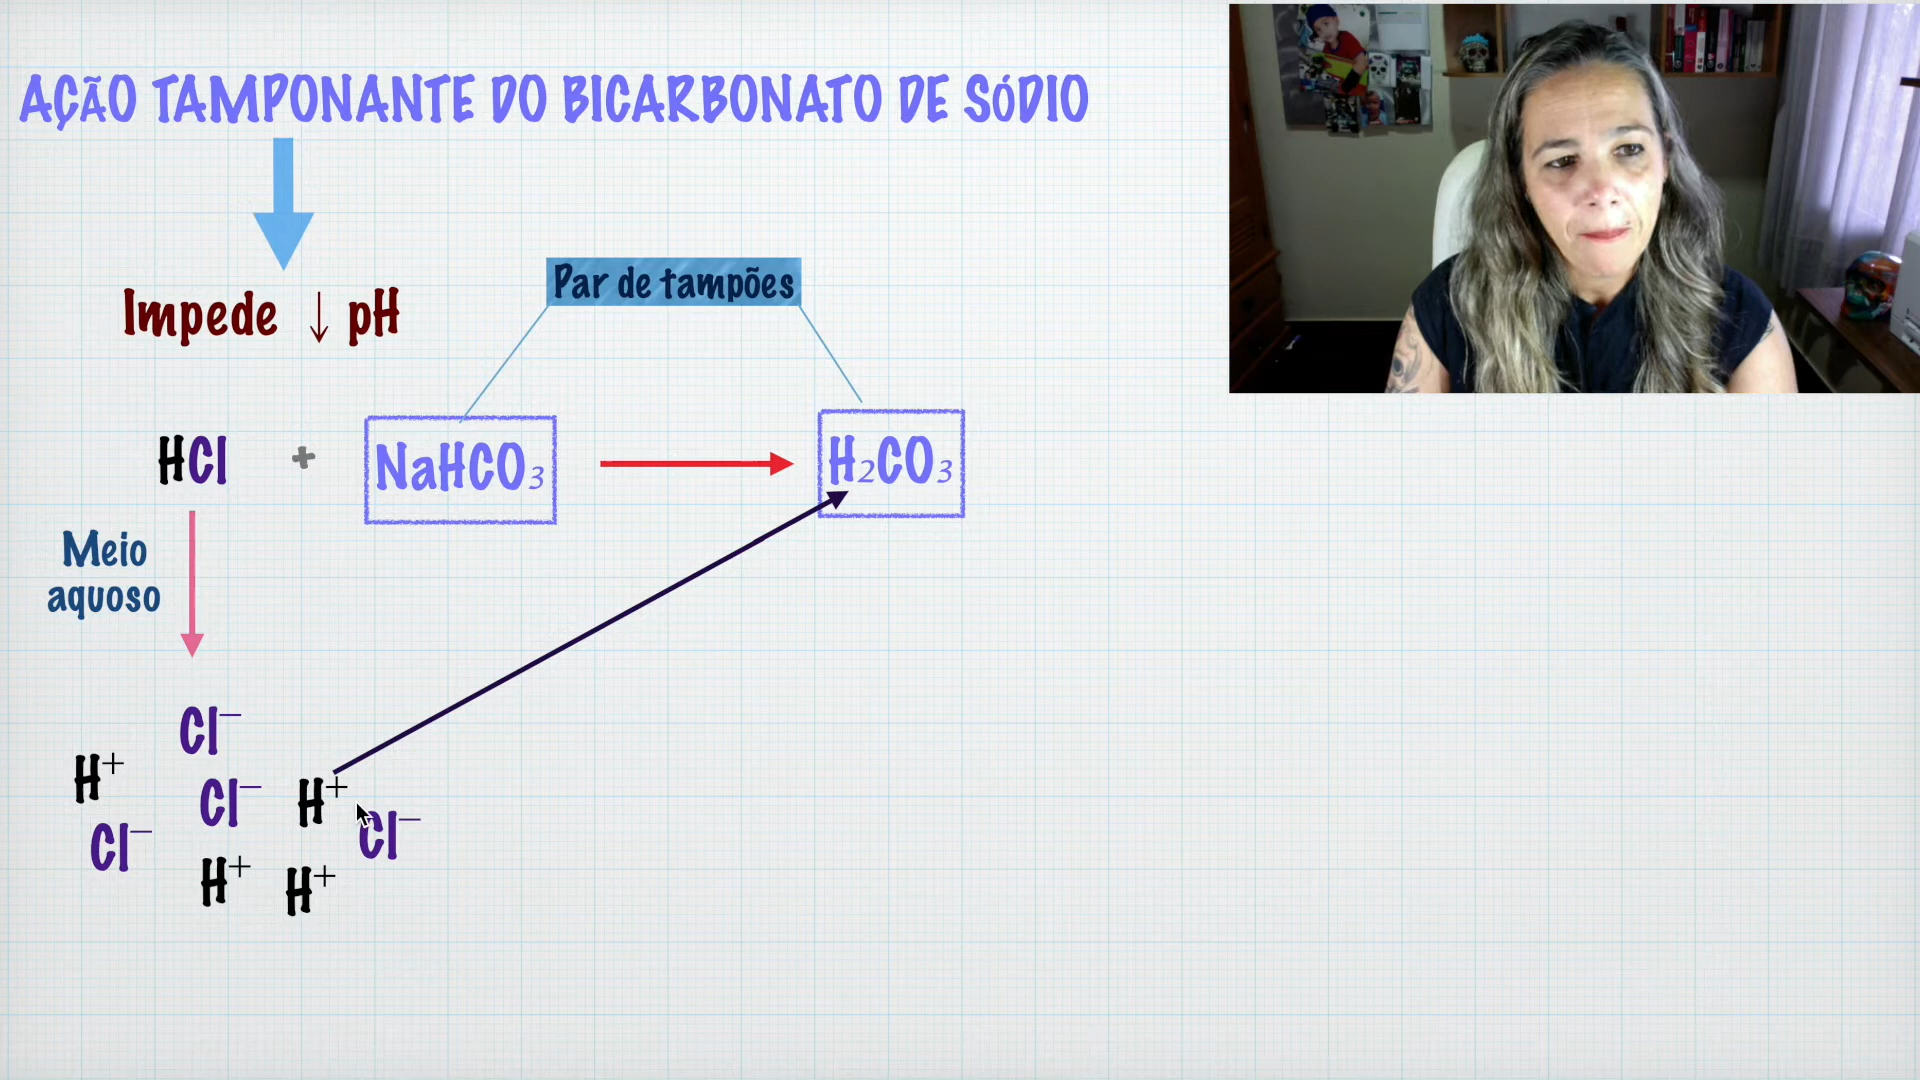 AÇÃO TAMPONANTE DO BICARBONATO DE SÓDIO
Impede ↓ pH
Par de tampões
HCl + NaHCO₃ → H₂CO₃
Meio
aquoso
Cl⁻
H⁺
Cl⁻ H⁺
Cl⁻ Cl⁻
H⁺ H⁺